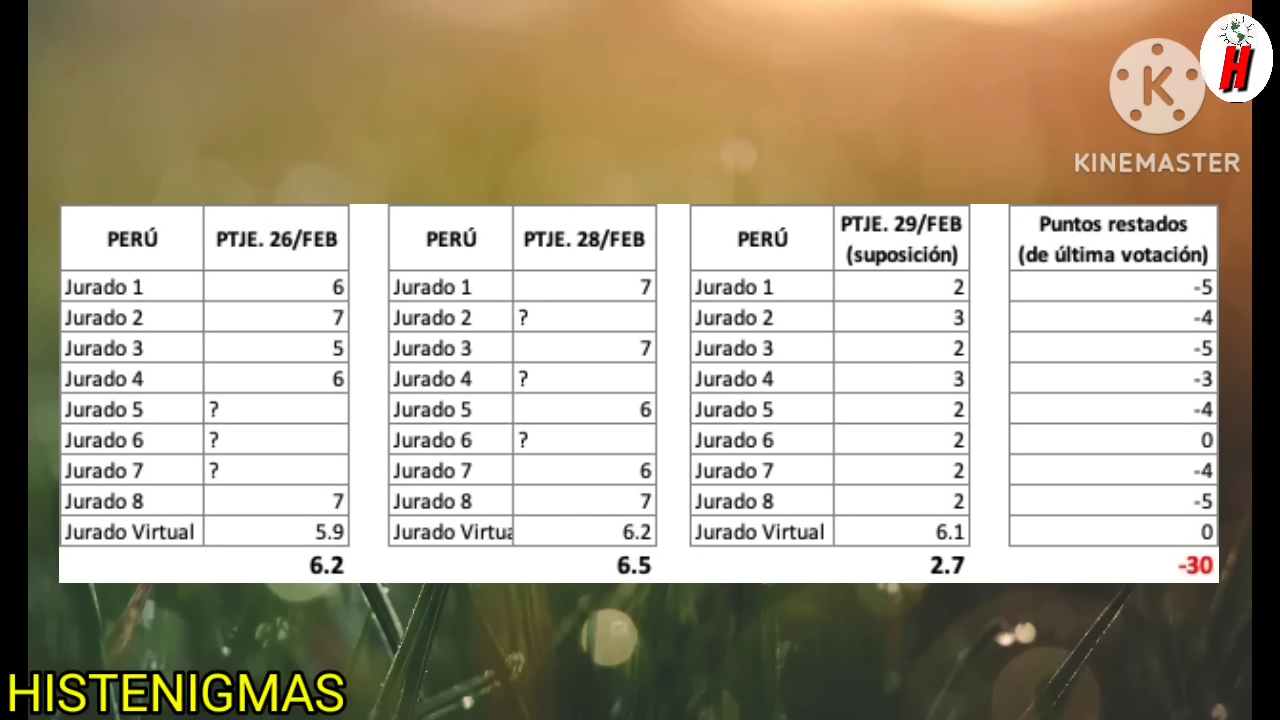 H
K
KINEMASTER
PERÚ PTJE. 26/FEB
Jurado 1 6
Jurado 2 7
Jurado 3 5
Jurado 4 6
Jurado 5 ?
Jurado 6 ?
Jurado 7 ?
Jurado 8 7
Jurado Virtual 5.9
6.2
PERÚ PTJE. 28/FEB
Jurado 1 7
Jurado 2 ?
Jurado 3 7
Jurado 4 ?
Jurado 5 6
Jurado 6 ?
Jurado 7 6
Jurado 8 7
Jurado Virtua 6.2
6.5
PERÚ PTJE. 29/FEB
(suposición)
Jurado 1 2
Jurado 2 3
Jurado 3 2
Jurado 4 3
Jurado 5 2
Jurado 6 2
Jurado 7 2
Jurado 8 2
Jurado Virtual 6.1
2.7
Puntos restados
(de última votación)
-5
-4
-5
-3
-4
0
-4
-5
0
-30
HISTENIGMAS